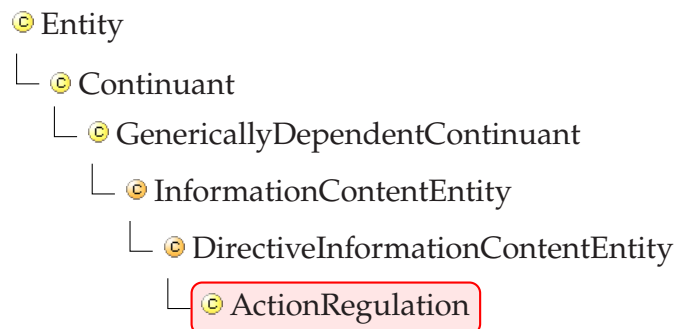 Entity
Continuant
GenericallyDependentContinuant
InformationContentEntity
DirectiveInformationContentEntity
ActionRegulation